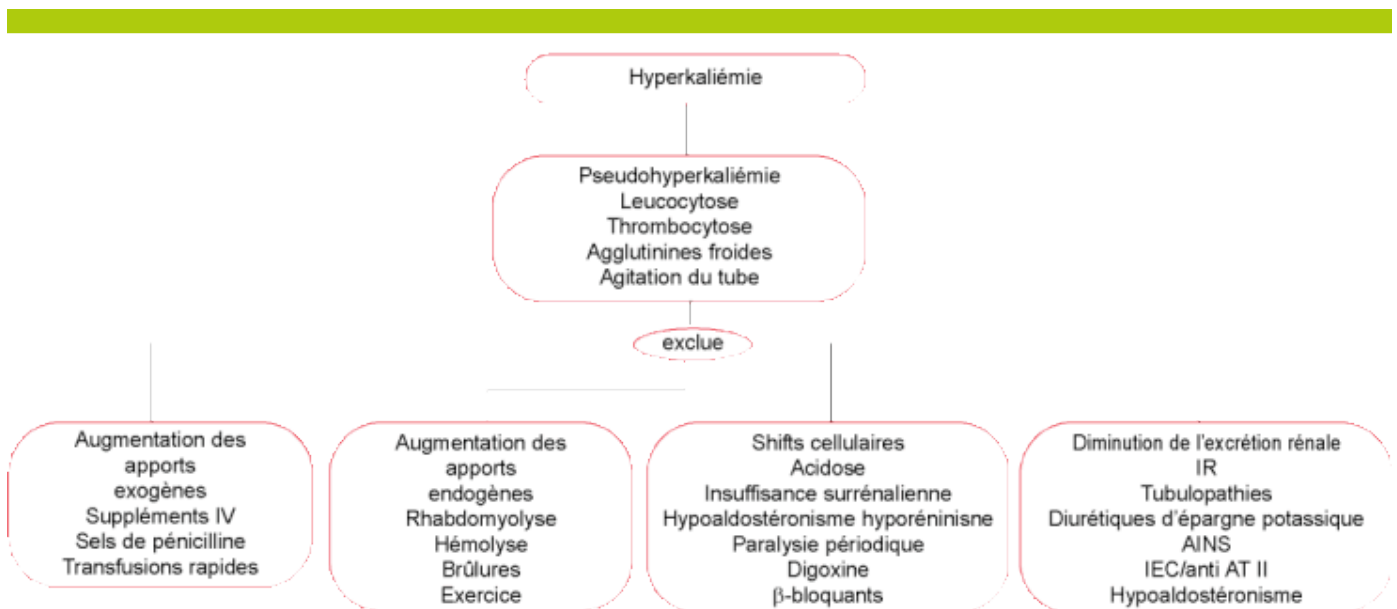 Hyperkaliémie
Pseudohyperkaliémie
Leucocytose
Thrombocytose
Agglutinines froides
Agitation du tube
exclue
Augmentation des
apports
exogènes
Suppléments IV
Sels de pénicilline
Transfusions rapides
Augmentation des
apports
endogènes
Rhabdomyolyse
Hémolyse
Brûlures
Exercice
Shifts cellulaires
Acidose
Insuffisance surrénalienne
Hypoaldostéronisme hyporéninisne
Paralysie périodique
Digoxine
β-bloquants
Diminution de l'excrétion rénale
IR
Tubulopathies
Diurétiques d'épargne potassique
AINS
IEC/anti AT II
Hypoaldostéronisme